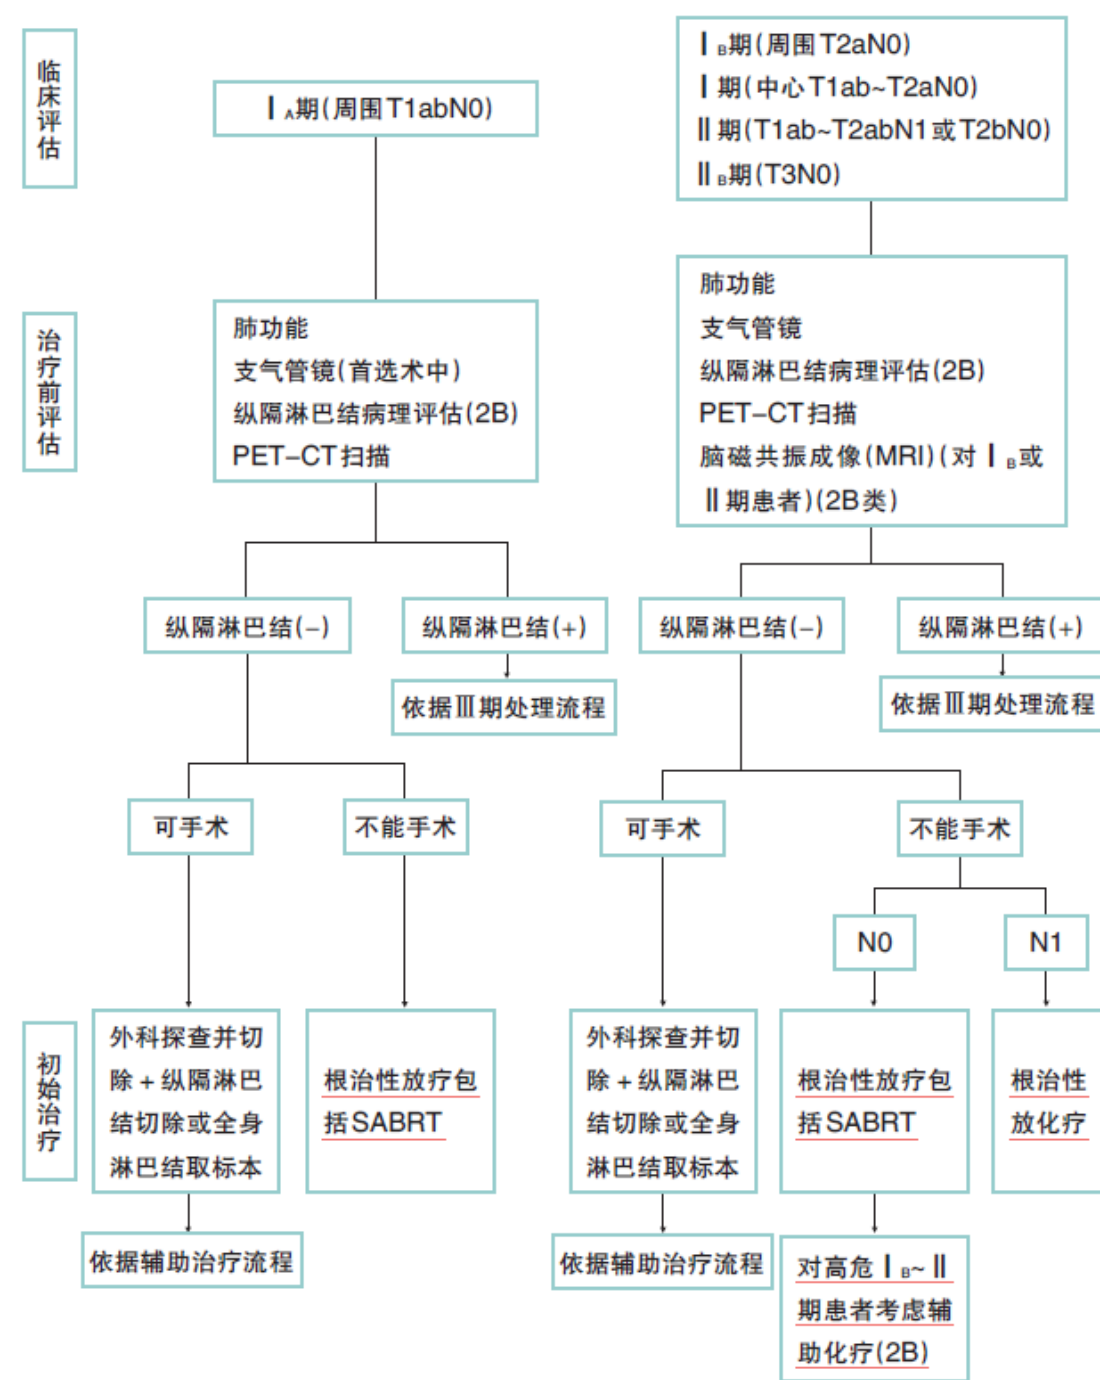 临床评估
ⅠA期(周围T1abN0)
ⅠB期(周围T2aN0)
Ⅰ期(中心T1ab~T2aN0)
Ⅱ期(T1ab~T2abN1或T2bN0)
ⅡB期(T3N0)
治疗前评估
肺功能
支气管镜(首选术中)
纵隔淋巴结病理评估(2B)
PET-CT扫描
肺功能
支气管镜
纵隔淋巴结病理评估(2B)
PET-CT扫描
脑磁共振成像(MRI)(对ⅠB或
Ⅱ期患者)(2B类)
纵隔淋巴结(-)
纵隔淋巴结(+)
依据Ⅲ期处理流程
纵隔淋巴结(-)
纵隔淋巴结(+)
依据Ⅲ期处理流程
可手术
不能手术
可手术
不能手术
N0
N1
初始治疗
外科探查并切
除+纵隔淋巴
结切除或全身
淋巴结取标本
根治性放疗包
括SABRT
外科探查并切
除+纵隔淋巴
结切除或全身
淋巴结取标本
根治性放疗包
括SABRT
根治性
放化疗
依据辅助治疗流程
依据辅助治疗流程
对高危ⅠB~Ⅱ
期患者考虑辅
助化疗(2B)